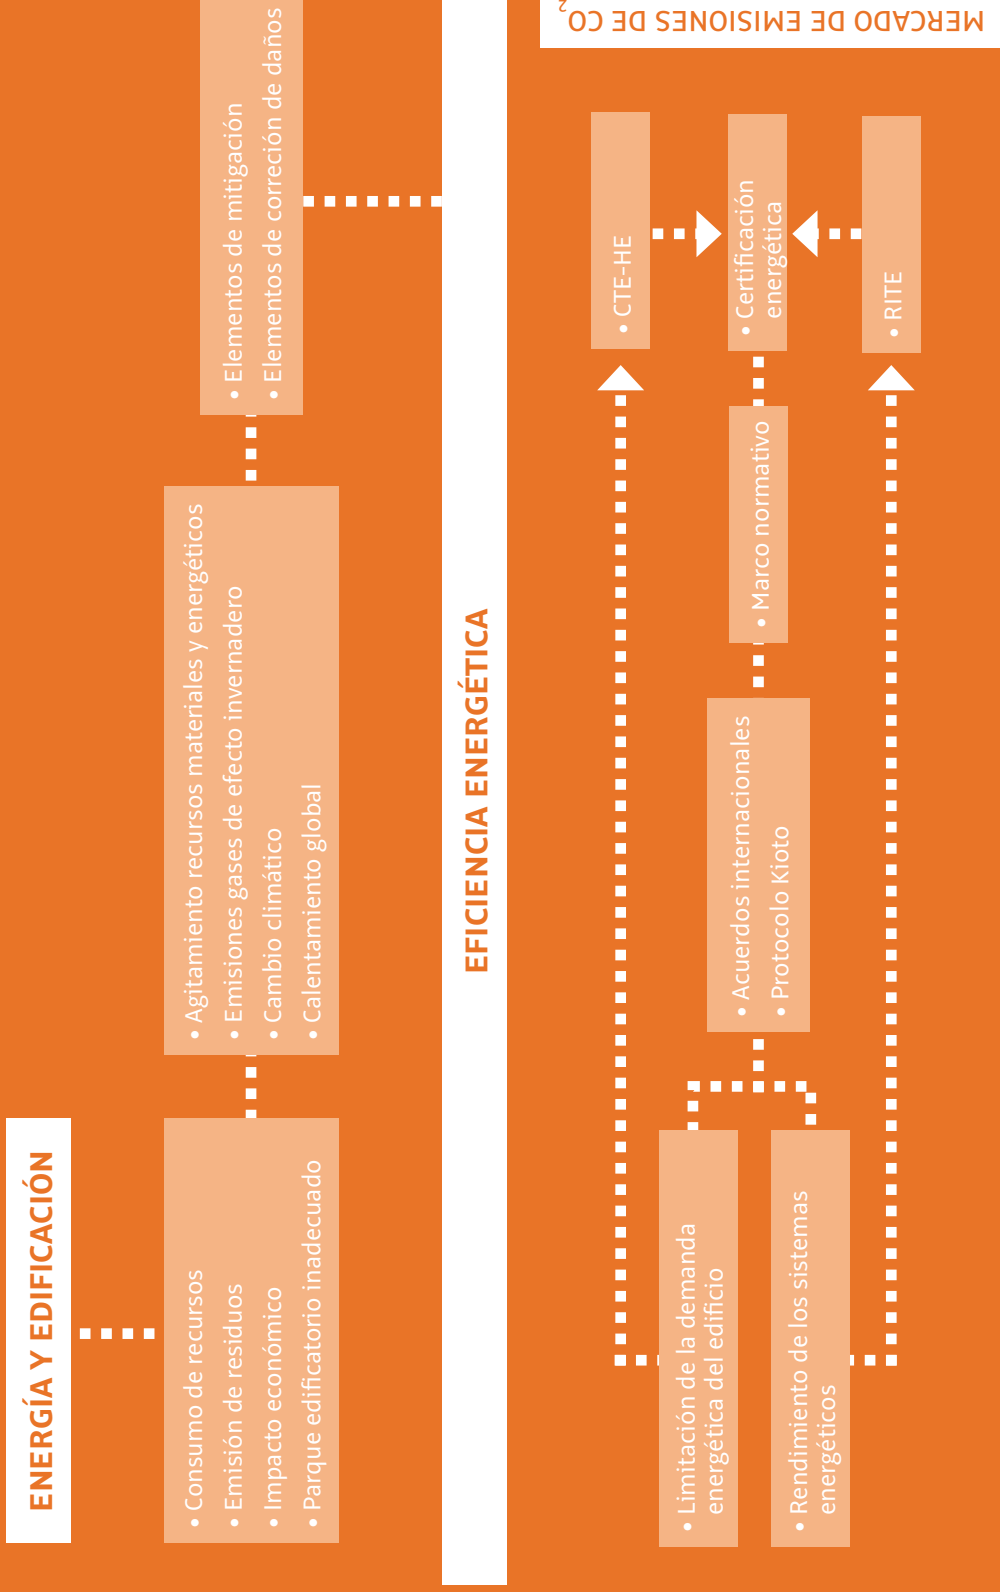 ENERGÍA Y EDIFICACIÓN
• Consumo de recursos
• Emisión de residuos
• Impacto económico
• Parque edificatorio inadecuado
• Agitamiento recursos materiales y energéticos
• Emisiones gases de efecto invernadero
• Cambio climático
• Calentamiento global
• Elementos de mitigación
• Elementos de correción de daños
EFICIENCIA ENERGÉTICA
• Limitación de la demanda
energética del edificio
• Rendimiento de los sistemas
energéticos
• Acuerdos internacionales
• Protocolo Kioto
• Marco normativo
• CTE-HE
• Certificación
energética
• RITE
MERCADO DE EMISIONES DE CO2